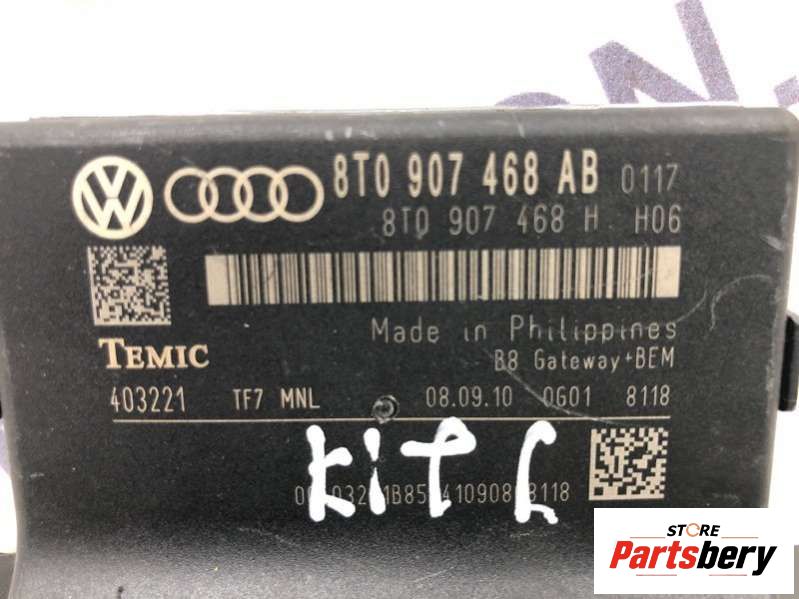 8T0 907 468 AB 0117
8T0 907 468 H H06
Made in Philippines
B8 Gateway+BEM
TEMIC
403221 TF7 MNL 08.09.10 0G01 8118
KIT
STORE
Partsbery